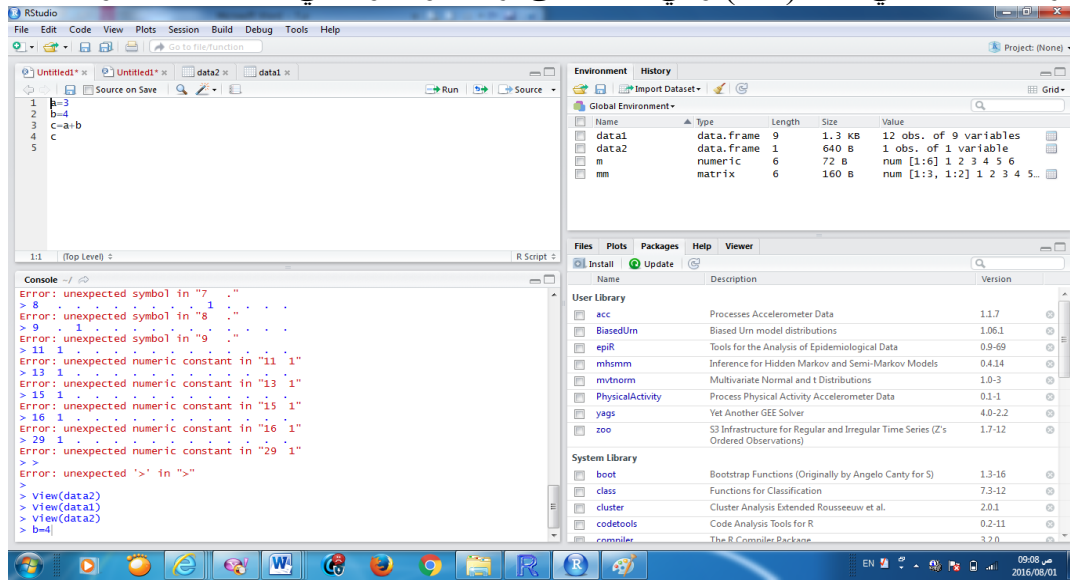 RStudio
File Edit Code View Plots Session Build Debug Tools Help
Go to file/function
Project: (None)
Untitled1* × Untitled1* × data2 × data1 ×
Source on Save
Run Source
1 a=3
2 b=4
3 c=a+b
4 c
5
1:1 (Top Level) R Script
Console ~/
Error: unexpected symbol in "7 ."
> 8 . . . . . . . 1 . . . .
Error: unexpected symbol in "8 ."
> 9 . 1 . . . . . . . . . .
Error: unexpected symbol in "9 ."
> 11 1 . . . . . . . . . . .
Error: unexpected numeric constant in "11 1"
> 13 1 . . . . . . . . . . .
Error: unexpected numeric constant in "13 1"
> 15 1 . . . . . . . . . . .
Error: unexpected numeric constant in "15 1"
> 16 1 . . . . . . . . . . .
Error: unexpected numeric constant in "16 1"
> 29 1 . . . . . . . . . . .
Error: unexpected numeric constant in "29 1"
> >
Error: unexpected '>' in ">"
>
> View(data2)
> View(data1)
> View(data2)
> b=4
Environment History
Import Dataset
Grid
Global Environment
Name Type Length Size Value
data1 data.frame 9 1.3 KB 12 obs. of 9 variables
data2 data.frame 1 640 B 1 obs. of 1 variable
m numeric 6 72 B num [1:6] 1 2 3 4 5 6
mm matrix 6 160 B num [1:3, 1:2] 1 2 3 4 5…
Files Plots Packages Help Viewer
Install Update
Name Description Version
User Library
acc Processes Accelerometer Data 1.1.7
BiasedUrn Biased Urn model distributions 1.06.1
epiR Tools for the Analysis of Epidemiological Data 0.9-69
mhsmm Inference for Hidden Markov and Semi-Markov Models 0.4.14
mvtnorm Multivariate Normal and t Distributions 1.0-3
PhysicalActivity Process Physical Activity Accelerometer Data 0.1-1
yags Yet Another GEE Solver 4.0-2.2
zoo S3 Infrastructure for Regular and Irregular Time Series (Z's 1.7-12
Ordered Observations)
System Library
boot Bootstrap Functions (Originally by Angelo Canty for S) 1.3-16
class Functions for Classification 7.3-12
cluster Cluster Analysis Extended Rousseeuw et al. 2.0.1
codetools Code Analysis Tools for R 0.2-11
compiler The R Compiler Package 3.2.0
EN
09:08 ص
2016/08/01